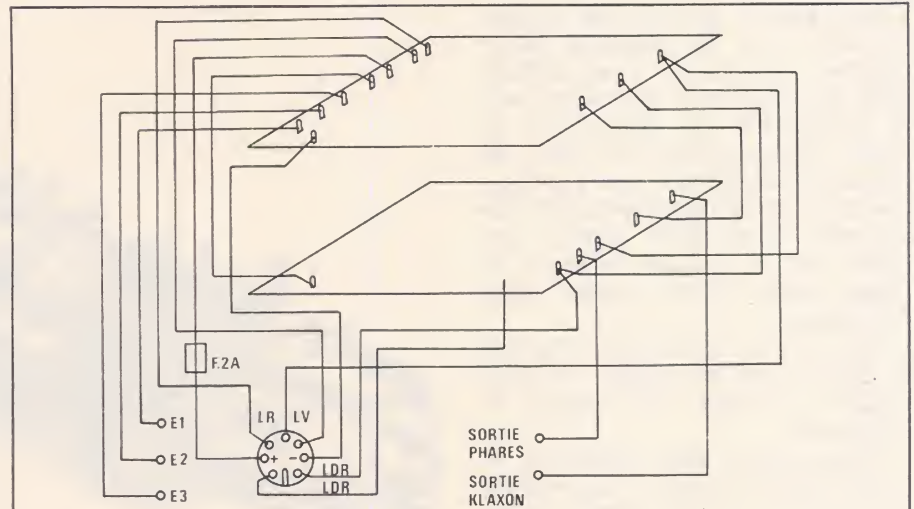 F.2A
LR LV
E1
+ -
E2
LDR
LDR
E3
SORTIE
PHARES
SORTIE
KLAXON